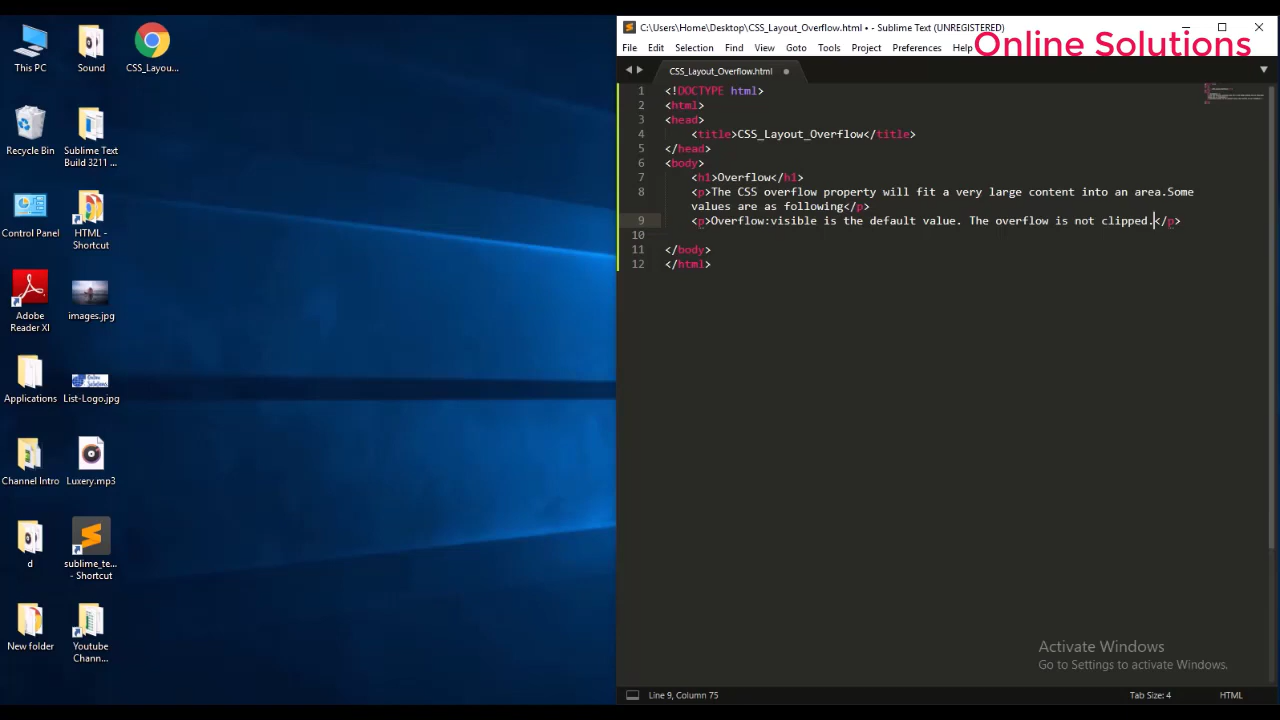 This PC
Sound
CSS_Layou...
Recycle Bin
Sublime Text
Build 3211 ...
Control Panel
HTML -
Shortcut
Adobe
Reader XI
images.jpg
Applications
List-Logo.jpg
Channel Intro
Luxery.mp3
d
sublime_te...
- Shortcut
New folder
Youtube
Chann...
C:\Users\Home\Desktop\CSS_Layout_Overflow.html • - Sublime Text (UNREGISTERED)
File Edit Selection Find View Goto Tools Project Preferences Help
Online Solutions
CSS_Layout_Overflow.html
1 <!DOCTYPE html>
2 <html>
3 <head>
4 <title>CSS_Layout_Overflow</title>
5 </head>
6 <body>
7 <h1>Overflow</h1>
8 <p>The CSS overflow property will fit a very large content into an area.Some
values are as following</p>
9 <p>Overflow:visible is the default value. The overflow is not clipped.</p>
10
11 </body>
12 </html>
Activate Windows
Go to Settings to activate Windows.
Line 9, Column 75 Tab Size: 4 HTML